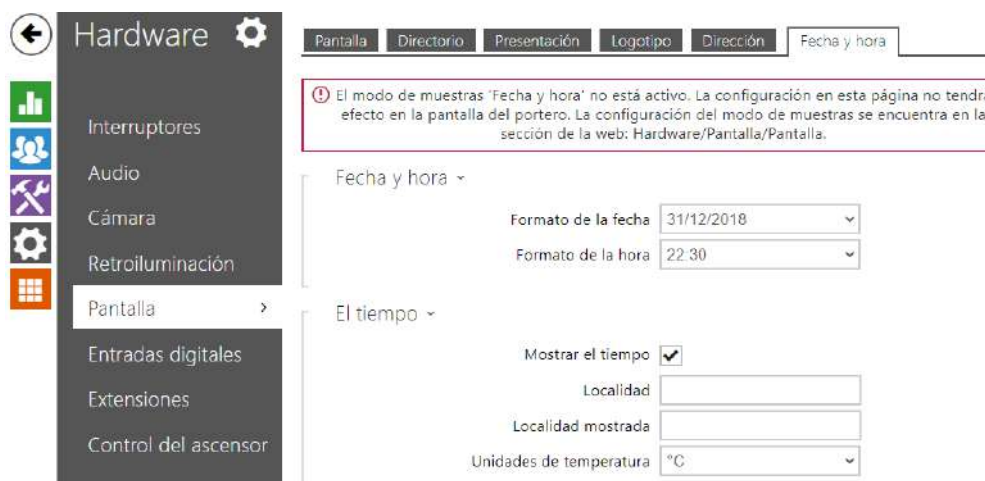 Hardware
Pantalla Directorio Presentación Logotipo Dirección Fecha y hora
El modo de muestras 'Fecha y hora' no está activo. La configuración en esta página no tendrá
efecto en la pantalla del portero. La configuración del modo de muestras se encuentra en la
sección de la web: Hardware/Pantalla/Pantalla.
Interruptores
Audio
Cámara
Retroiluminación
Pantalla
Entradas digitales
Extensiones
Control del ascensor
Fecha y hora
Formato de la fecha 31/12/2018
Formato de la hora 22:30
El tiempo
Mostrar el tiempo
Localidad
Localidad mostrada
Unidades de temperatura °C